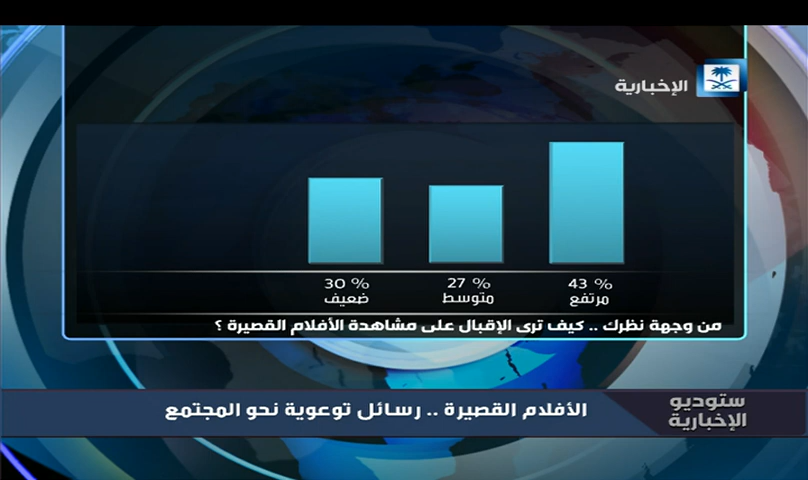 الإخبارية
43 %
مرتفع
27 %
متوسط
30 %
ضعيف
من وجهة نظرك .. كيف ترى الإقبال على مشاهدة الأفلام القصيرة ؟
ستوديو
الإخبارية
الأفلام القصيرة .. رسائل توعوية نحو المجتمع